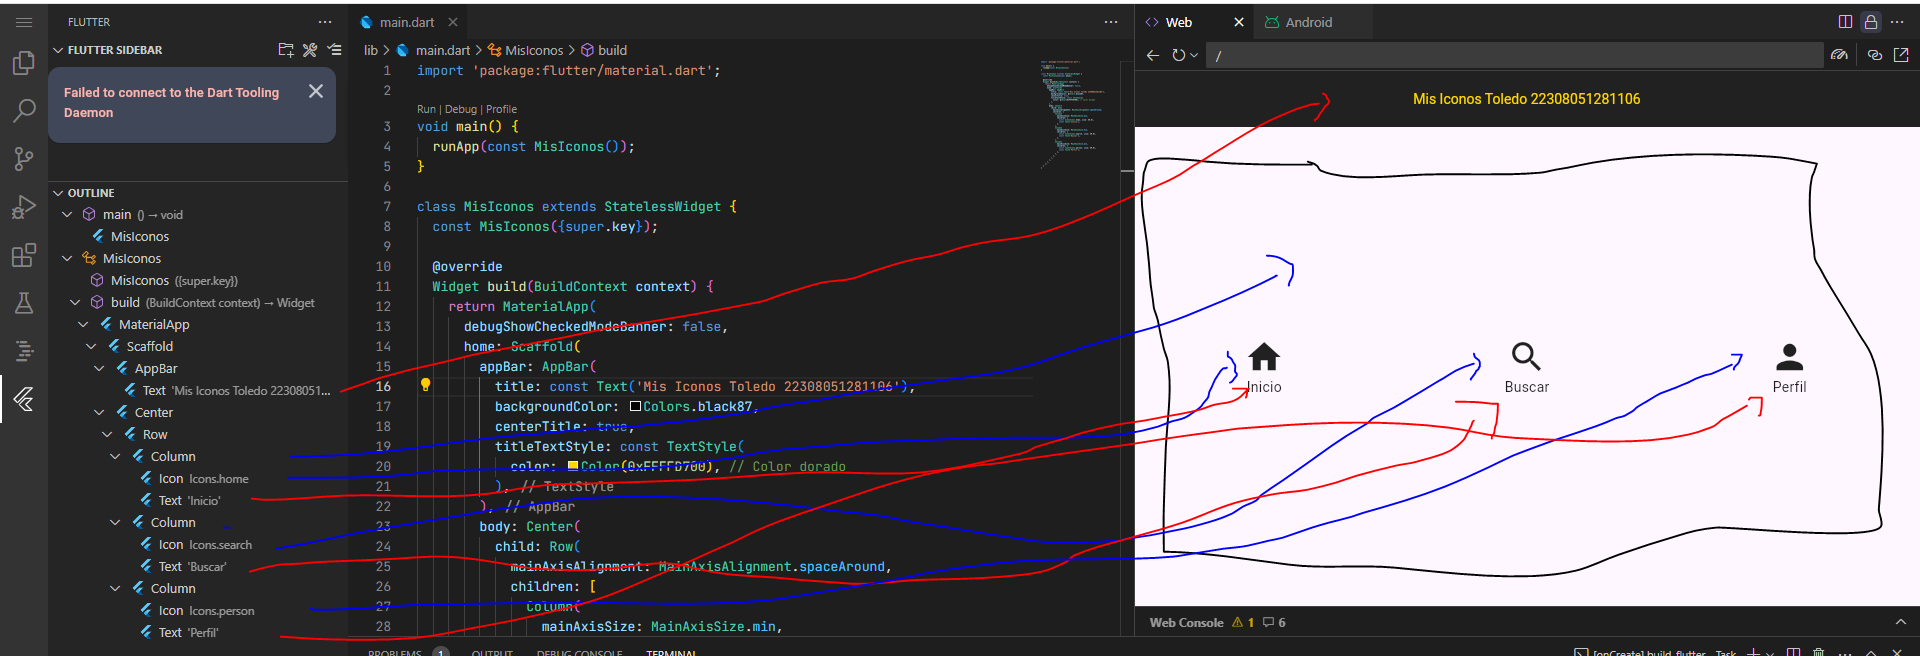 FLUTTER
FLUTTER SIDEBAR
Failed to connect to the Dart Tooling
Daemon
OUTLINE
main () → void
MisIconos
MisIconos
MisIconos ({super.key})
build (BuildContext context) → Widget
MaterialApp
Scaffold
AppBar
Text 'Mis Iconos Toledo 22308051...
Center
Row
Column
Icon Icons.home
Text 'Inicio'
Column
Icon Icons.search
Text 'Buscar'
Column
Icon Icons.person
Text 'Perfil'
main.dart
lib > main.dart > MisIconos > build
1 import 'package:flutter/material.dart';
2
Run | Debug | Profile
3 void main() {
4 runApp(const MisIconos());
5 }
6
7 class MisIconos extends StatelessWidget {
8 const MisIconos({super.key});
9
10 @override
11 Widget build(BuildContext context) {
12 return MaterialApp(
13 debugShowCheckedModeBanner: false,
14 home: Scaffold(
15 appBar: AppBar(
16 title: const Text('Mis Iconos Toledo 22308051281106'),
17 backgroundColor: Colors.black87,
18 centerTitle: true,
19 titleTextStyle: const TextStyle(
20 color: Color(0xFFFFD700), // Color dorado
21 ), // TextStyle
22 ), // AppBar
23 body: Center(
24 child: Row(
25 mainAxisAlignment: MainAxisAlignment.spaceAround,
26 children: [
27 Column(
28 mainAxisSize: MainAxisSize.min,
PROBLEMS 1 OUTPUT DEBUG CONSOLE TERMINAL
Web Android
/
Mis Iconos Toledo 22308051281106
Inicio Buscar Perfil
Web Console 1 6
[onCreate] build_flutter Task